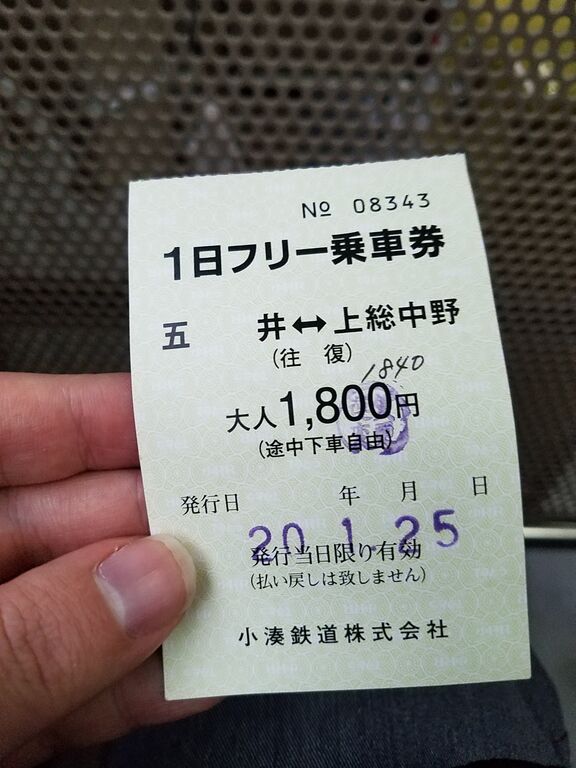 № 08343
1日フリー乗車券
五 井↔上総中野
(往 復)
1840
大人1,800円
(途中下車自由)
発行日 年 月 日
20.1.25
発行当日限り有効
(払い戻しは致しません)
小湊鉄道株式会社